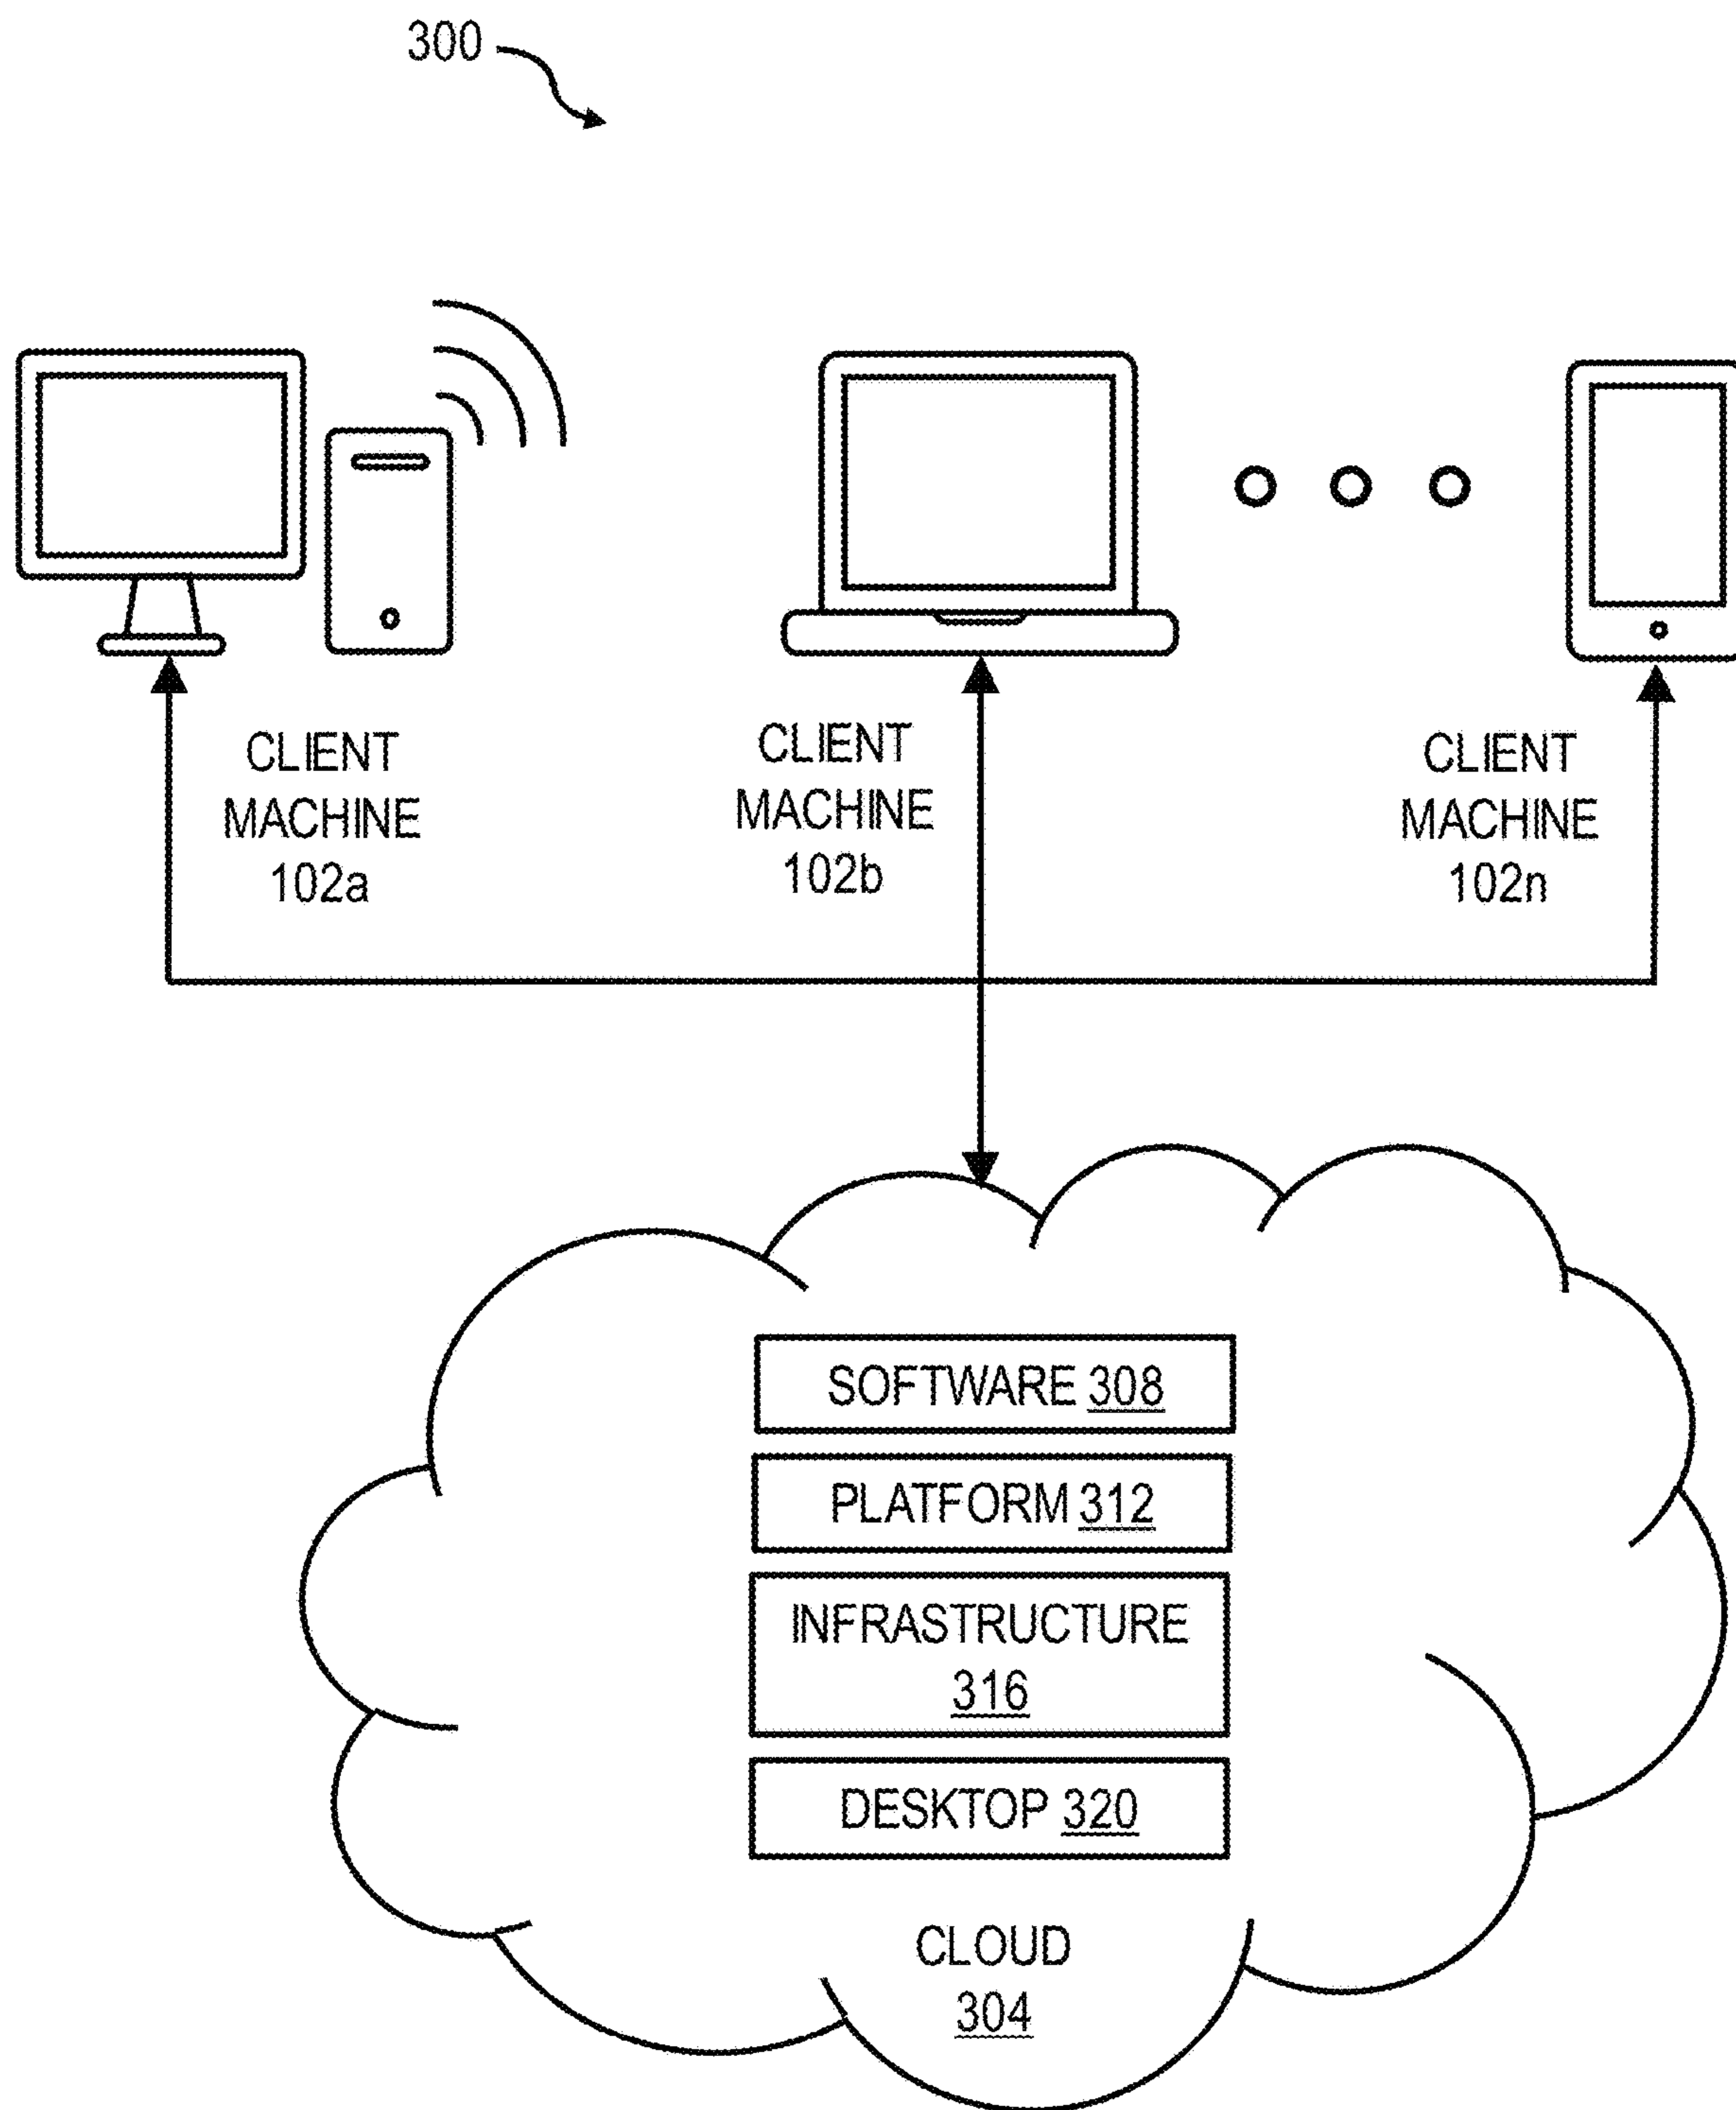 300
CLIENT
MACHINE
102a
CLIENT
MACHINE
102b
CLIENT
MACHINE
102n
SOFTWARE 308
PLATFORM 312
INFRASTRUCTURE
316
DESKTOP 320
CLOUD
304